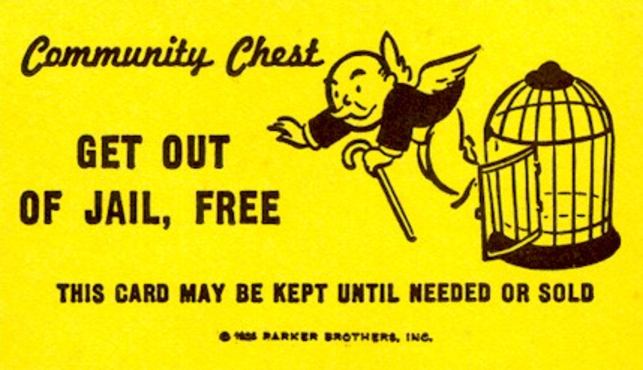 Community Chest
GET OUT
OF JAIL, FREE
THIS CARD MAY BE KEPT UNTIL NEEDED OR SOLD
© PARKER BROTHERS, INC.